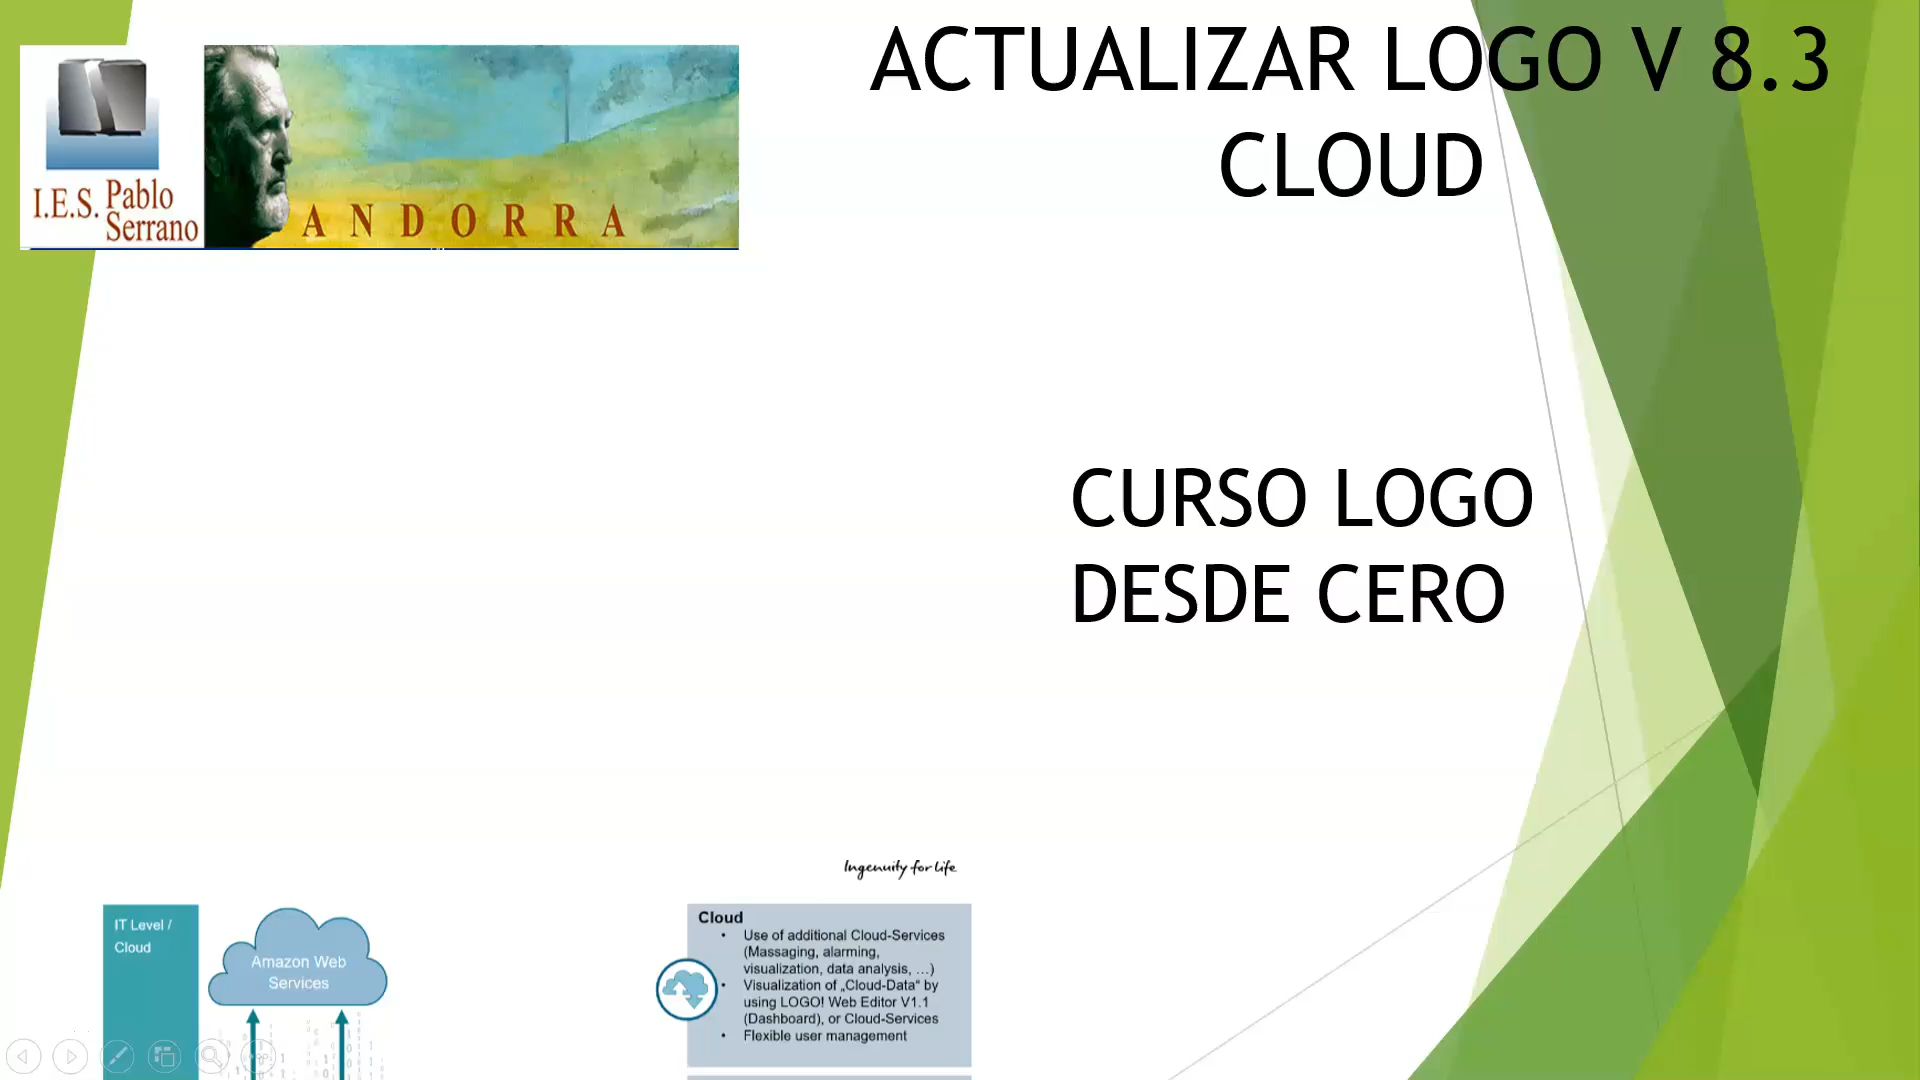 ACTUALIZAR LOGO V 8.3
CLOUD
I.E.S. Pablo
Serrano
ANDORRA
CURSO LOGO
DESDE CERO
Ingenuity for life
IT Level /
Cloud
Amazon Web
Services
Cloud
• Use of additional Cloud-Services
(Massaging, alarming,
visualization, data analysis, ...)
• Visualization of „Cloud-Data“ by
using LOGO! Web Editor V1.1
(Dashboard), or Cloud-Services
• Flexible user management